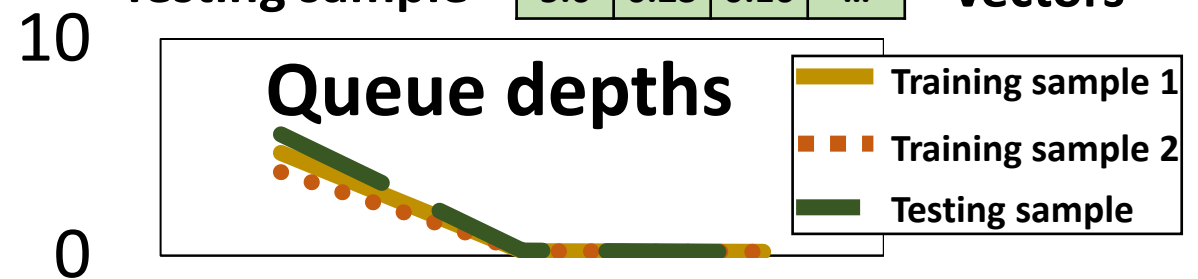 10
Queue depths
Training sample 1
Training sample 2
Testing sample
0